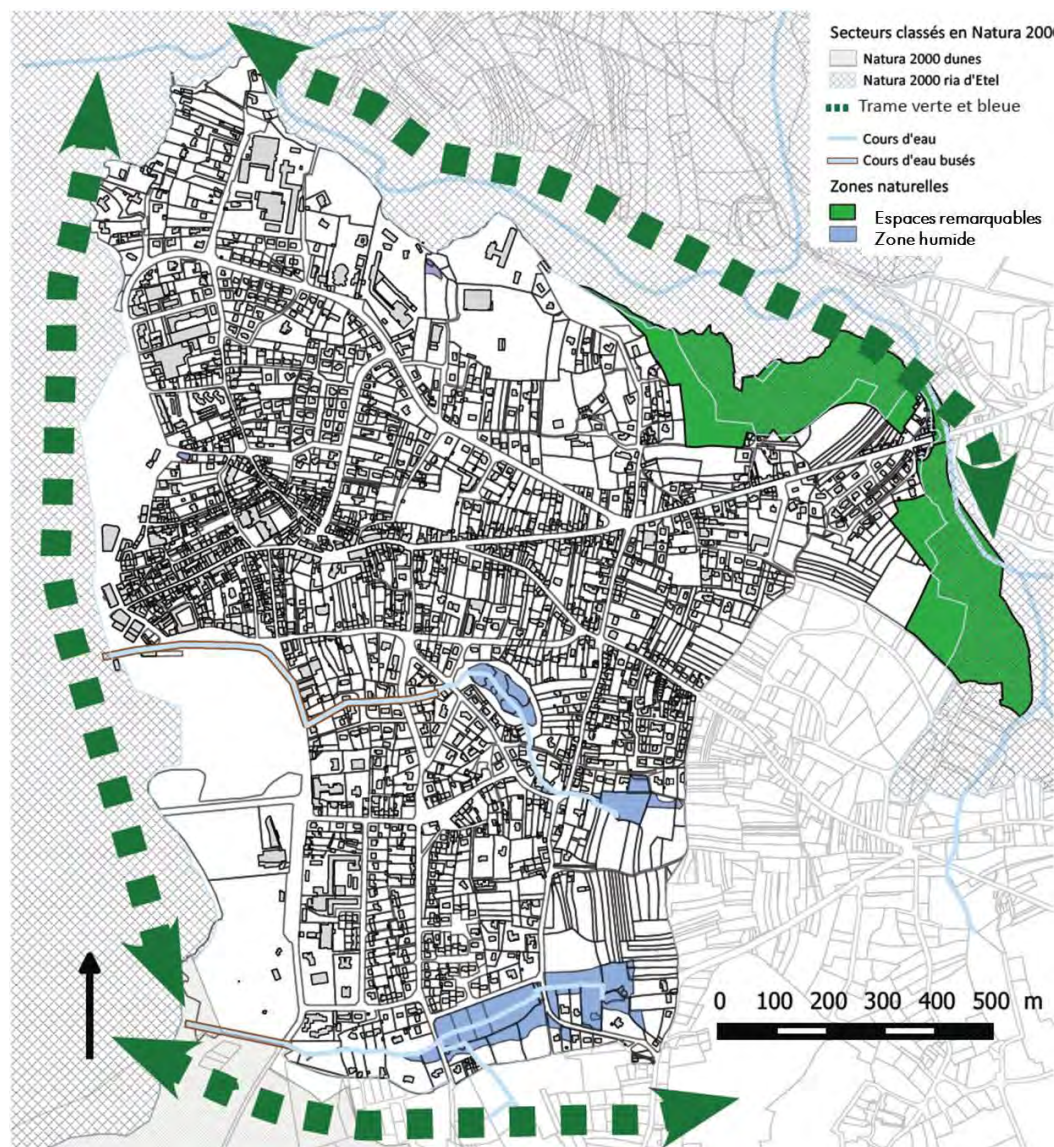 Secteurs classés en Natura 2000
Natura 2000 dunes
Natura 2000 ria d'Etel
Trame verte et bleue
Cours d'eau
Cours d'eau busés
Zones naturelles
Espaces remarquables
Zone humide
0 100 200 300 400 500 m